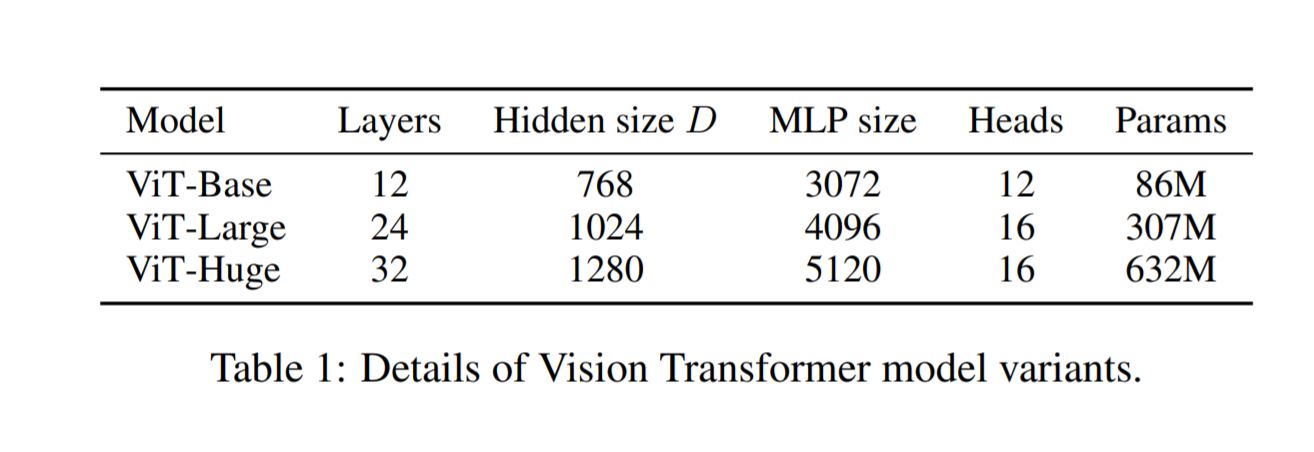 Model Layers Hidden size D MLP size Heads Params
ViT-Base 12 768 3072 12 86M
ViT-Large 24 1024 4096 16 307M
ViT-Huge 32 1280 5120 16 632M
Table 1: Details of Vision Transformer model variants.